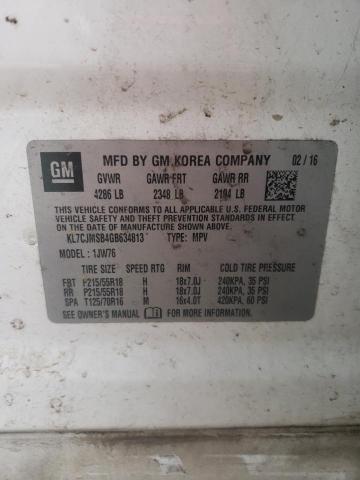 GM
MFD BY GM KOREA COMPANY 02/16
GVWR GAWR FRT GAWR RR
4286 LB 2348 LB 2194 LB
THIS VEHICLE CONFORMS TO ALL APPLICABLE U.S. FEDERAL MOTOR
VEHICLE SAFETY AND THEFT PREVENTION STANDARDS IN EFFECT
ON THE DATE OF MANUFACTURE SHOWN ABOVE.
KL7CJMSB4GB634813 TYPE: MPV
MODEL: 1JW76
TIRE SIZE SPEED RTG RIM COLD TIRE PRESSURE
FRT P215/55R18 H 18x7.0J 240KPA, 35 PSI
RR P215/55R18 H 18x7.0J 240KPA, 35 PSI
SPA T125/70R16 M 16x4.0T 420KPA, 60 PSI
SEE OWNER'S MANUAL FOR MORE INFORMATION.